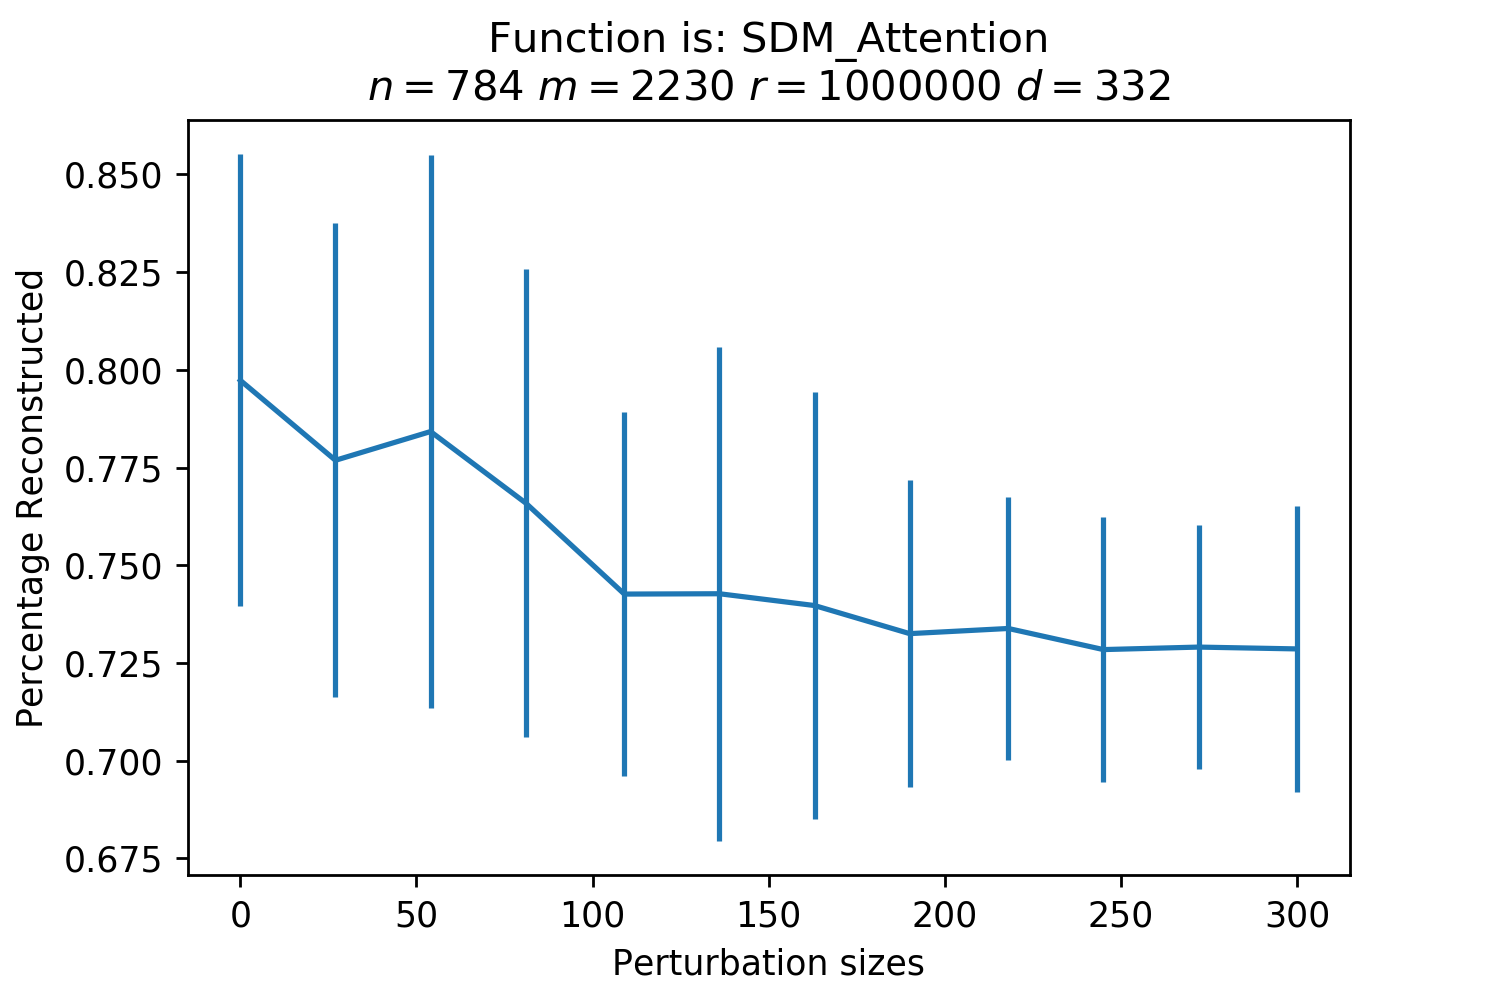 Function is: SDM_Attention
n = 784 m = 2230 r = 1000000 d = 332
Percentage Reconstructed
0.850
0.825
0.800
0.775
0.750
0.725
0.700
0.675
0 50 100 150 200 250 300
Perturbation sizes